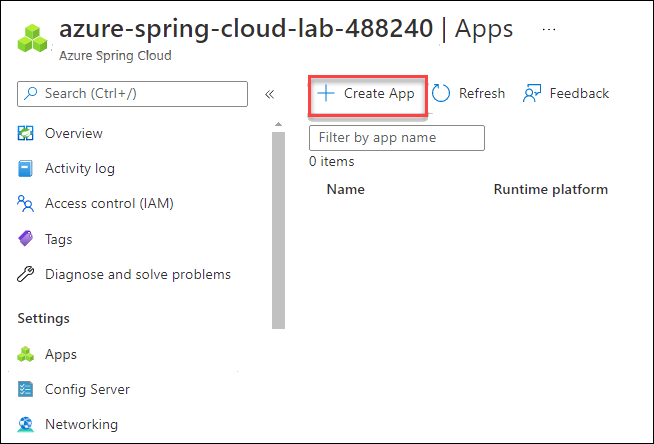 azure-spring-cloud-lab-488240 | Apps ...
Azure Spring Cloud
Search (Ctrl+/)
«
Create App
Refresh
Feedback
Overview
Filter by app name
Activity log
0 items
Access control (IAM)
Name
Runtime platform
Tags
Diagnose and solve problems
Settings
Apps
Config Server
Networking